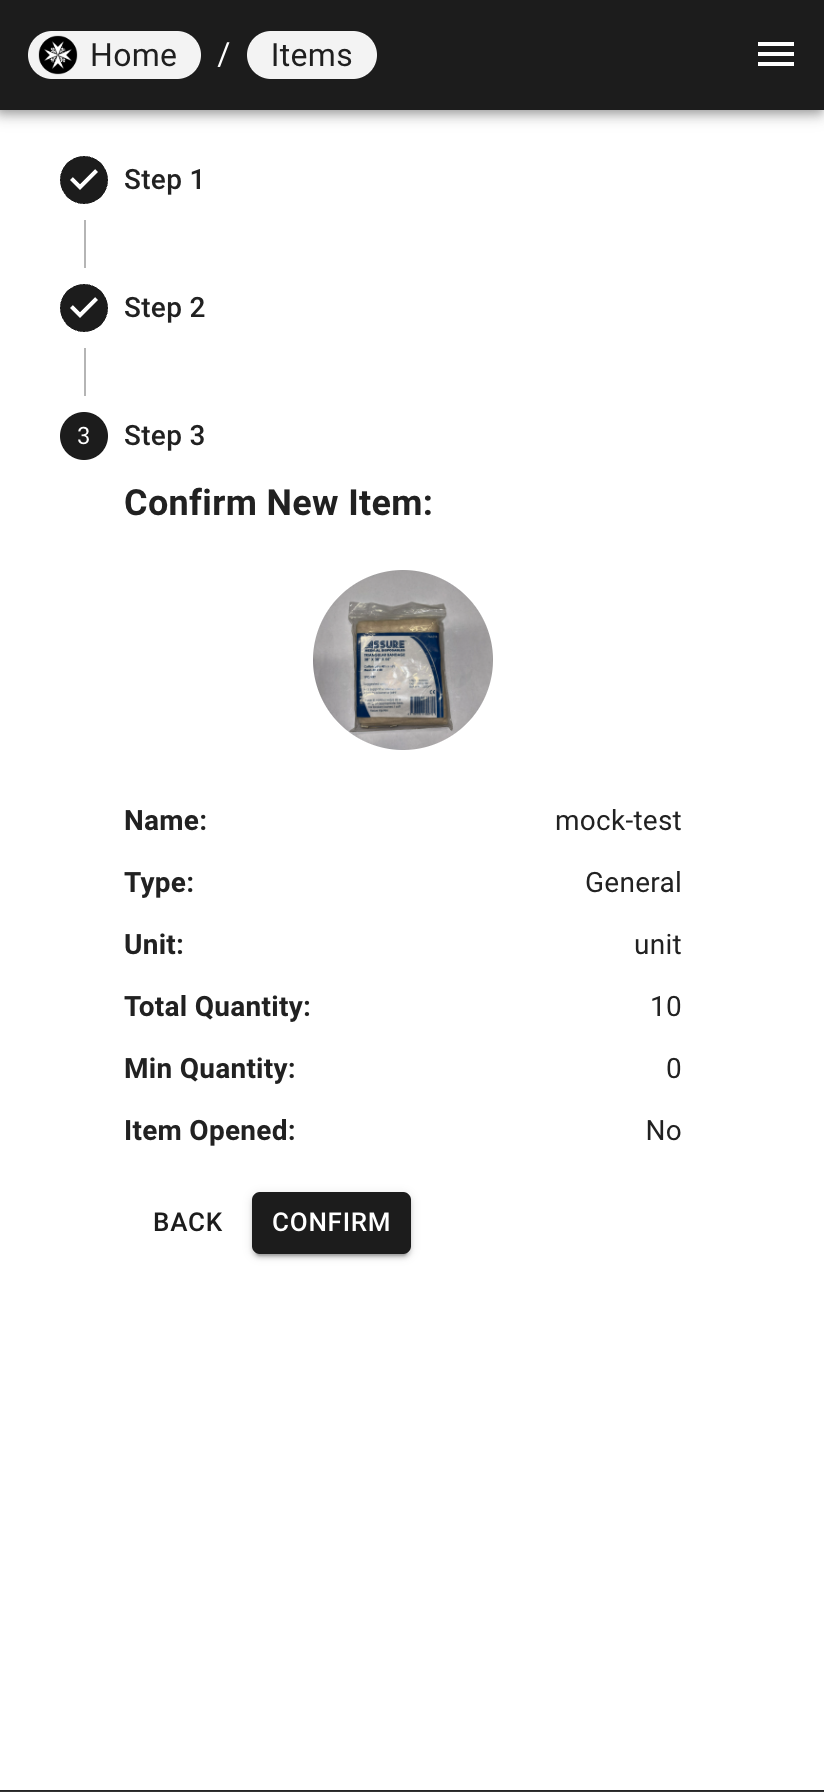 Home / Items
Step 1
Step 2
3 Step 3
Confirm New Item:
ASSURE
Name: mock-test
Type: General
Unit: unit
Total Quantity: 10
Min Quantity: 0
Item Opened: No
BACK CONFIRM